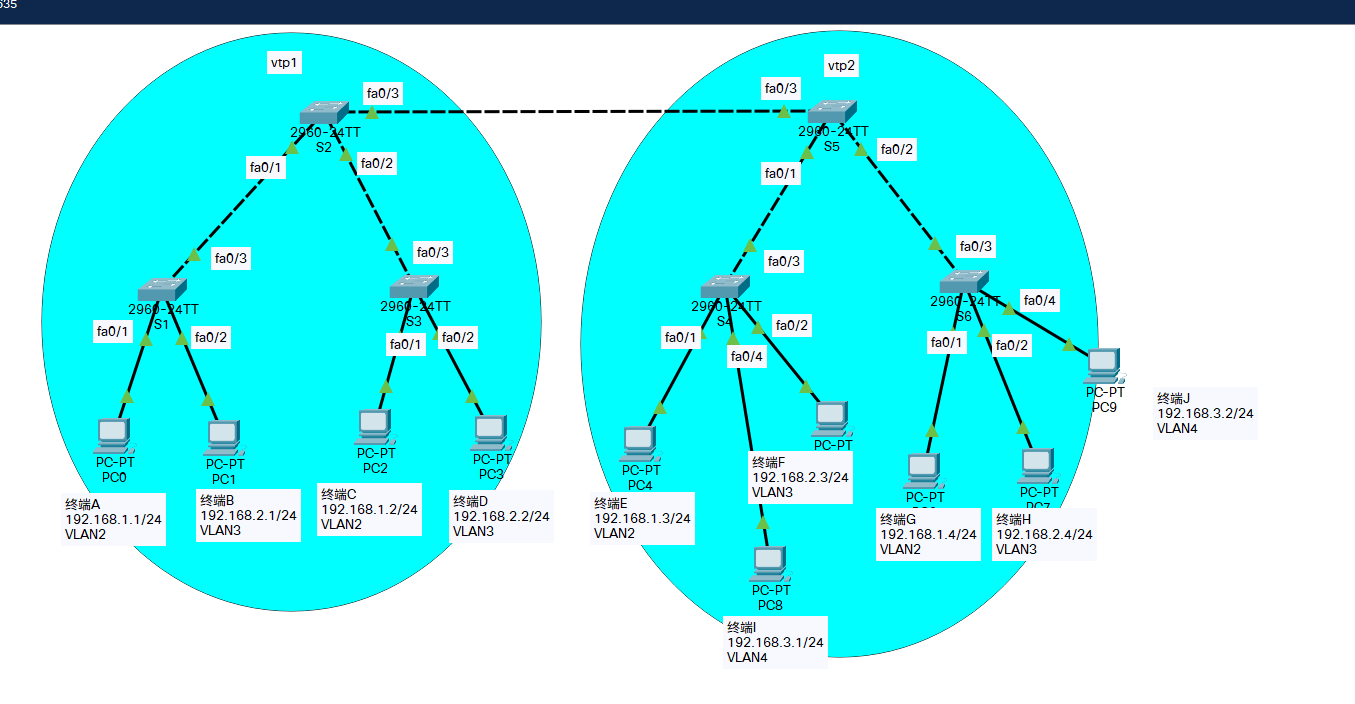 635
vtp1
vtp2
fa0/3
fa0/3
2960-24TT
S2
2960-24TT
S5
fa0/1
fa0/2
fa0/1
fa0/2
fa0/3
fa0/3
fa0/3
fa0/3
2960-24TT
S1
2960-24TT
S3
2960-24TT
S4
2960-24TT
S6
fa0/4
fa0/1
fa0/2
fa0/1
fa0/2
fa0/1
fa0/2
fa0/4
fa0/1
fa0/2
PC-PT
PC0
PC-PT
PC1
PC-PT
PC2
PC-PT
PC3
PC-PT
PC4
PC-PT
PC-PT
PC-PT
PC7
PC-PT
PC9
终端J
192.168.3.2/24
VLAN4
终端A
192.168.1.1/24
VLAN2
终端B
192.168.2.1/24
VLAN3
终端C
192.168.1.2/24
VLAN2
终端D
192.168.2.2/24
VLAN3
终端E
192.168.1.3/24
VLAN2
终端F
192.168.2.3/24
VLAN3
终端G
192.168.1.4/24
VLAN2
终端H
192.168.2.4/24
VLAN3
PC-PT
PC8
终端I
192.168.3.1/24
VLAN4